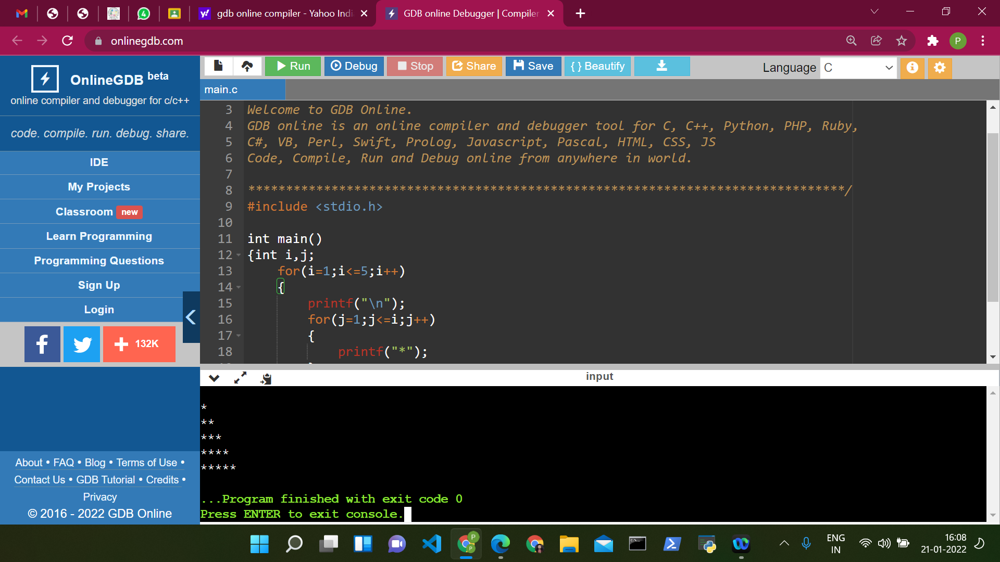 gdb online compiler - Yahoo Indi
GDB online Debugger | Compiler
onlinegdb.com
P
OnlineGDB beta
online compiler and debugger for c/c++
code. compile. run. debug. share.
IDE
My Projects
Classroom new
Learn Programming
Programming Questions
Sign Up
Login
132K
About • FAQ • Blog • Terms of Use •
Contact Us • GDB Tutorial • Credits •
Privacy
© 2016 - 2022 GDB Online
Run Debug Stop Share Save { } Beautify
Language C
main.c
3 Welcome to GDB Online.
4 GDB online is an online compiler and debugger tool for C, C++, Python, PHP, Ruby,
5 C#, VB, Perl, Swift, Prolog, Javascript, Pascal, HTML, CSS, JS
6 Code, Compile, Run and Debug online from anywhere in world.
7
8 *******************************************************************************/
9 #include <stdio.h>
10
11 int main()
12 {int i,j;
13 for(i=1;i<=5;i++)
14 {
15 printf("\n");
16 for(j=1;j<=i;j++)
17 {
18 printf("*");
input
*
**
***
****
*****
...Program finished with exit code 0
Press ENTER to exit console.
ENG
IN
16:08
21-01-2022